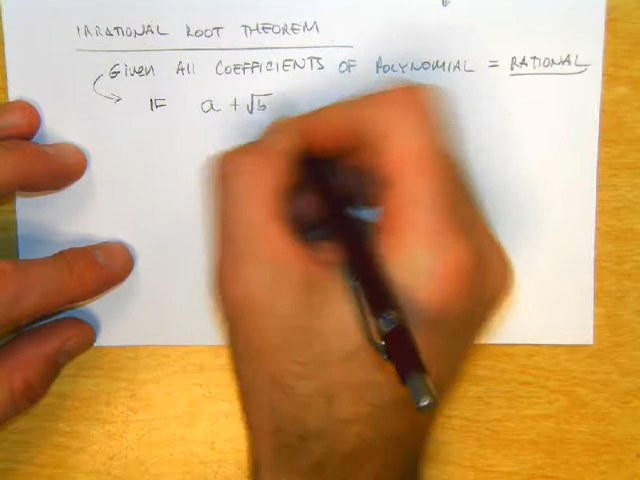 IRRATIONAL ROOT THEOREM
GIVEN ALL COEFFICIENTS OF POLYNOMIAL = RATIONAL
IF a + √b